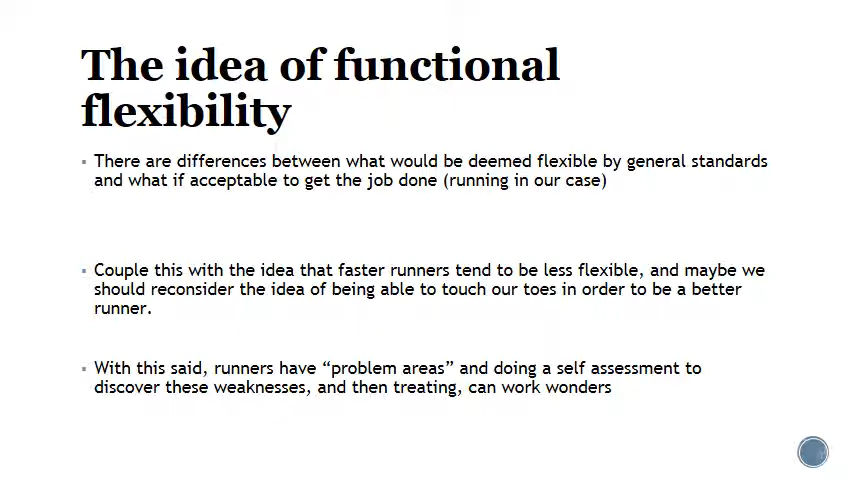 The idea of functional
flexibility
▪ There are differences between what would be deemed flexible by general standards
and what if acceptable to get the job done (running in our case)
▪ Couple this with the idea that faster runners tend to be less flexible, and maybe we
should reconsider the idea of being able to touch our toes in order to be a better
runner.
▪ With this said, runners have “problem areas” and doing a self assessment to
discover these weaknesses, and then treating, can work wonders